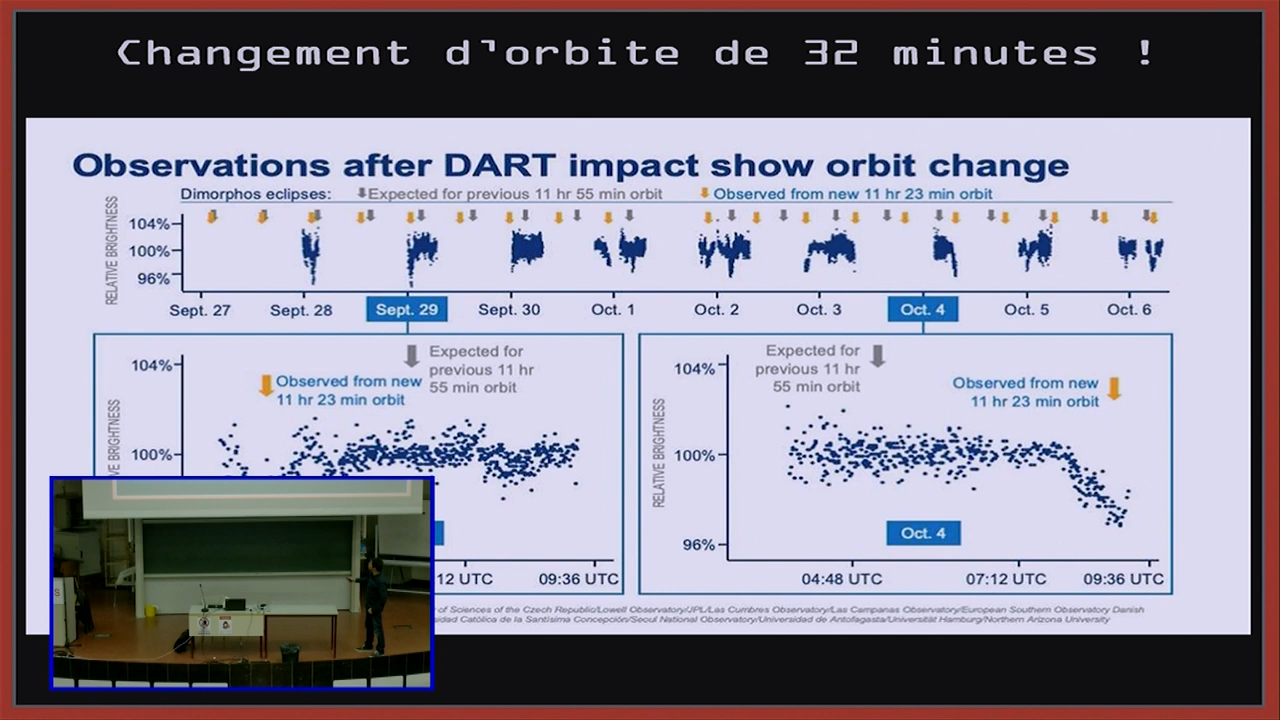 Changement d'orbite de 32 minutes !
Observations after DART impact show orbit change
Dimorphos eclipses: Expected for previous 11 hr 55 min orbit Observed from new 11 hr 23 min orbit
RELATIVE BRIGHTNESS
104%
100%
96%
Sept. 27 Sept. 28 Sept. 29 Sept. 30 Oct. 1 Oct. 2 Oct. 3 Oct. 4 Oct. 5 Oct. 6
104%
Observed from new
11 hr 23 min orbit
Expected for
previous 11 hr
55 min orbit
VE BRIGHTNESS
100%
12 UTC 09:36 UTC
Expected for
previous 11 hr
55 min orbit
Observed from new
11 hr 23 min orbit
104%
RELATIVE BRIGHTNESS
100%
96%
Oct. 4
04:48 UTC 07:12 UTC 09:36 UTC
of Sciences of the Czech Republic/Lowell Observatory/JPL/Las Cumbres Observatory/Las Campanas Observatory/European Southern Observatory Danish
sidad Católica de la Santísima Concepción/Seoul National Observatory/Universidad de Antofagasta/Universität Hamburg/Northern Arizona University